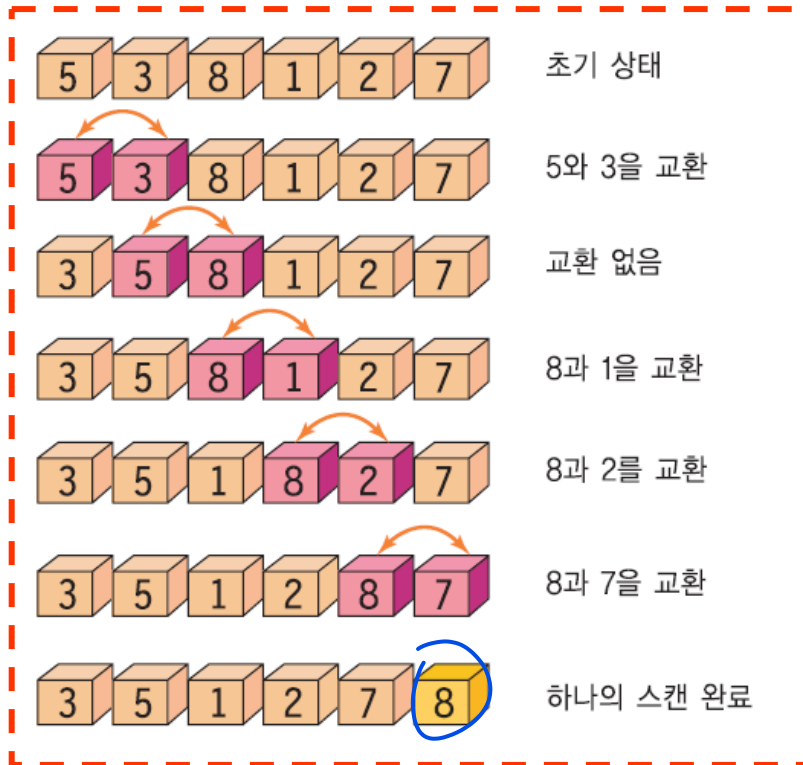 5 3 8 1 2 7 초기 상태
5 3 8 1 2 7 5와 3을 교환
3 5 8 1 2 7 교환 없음
3 5 8 1 2 7 8과 1을 교환
3 5 1 8 2 7 8과 2를 교환
3 5 1 2 8 7 8과 7을 교환
3 5 1 2 7 8 하나의 스캔 완료